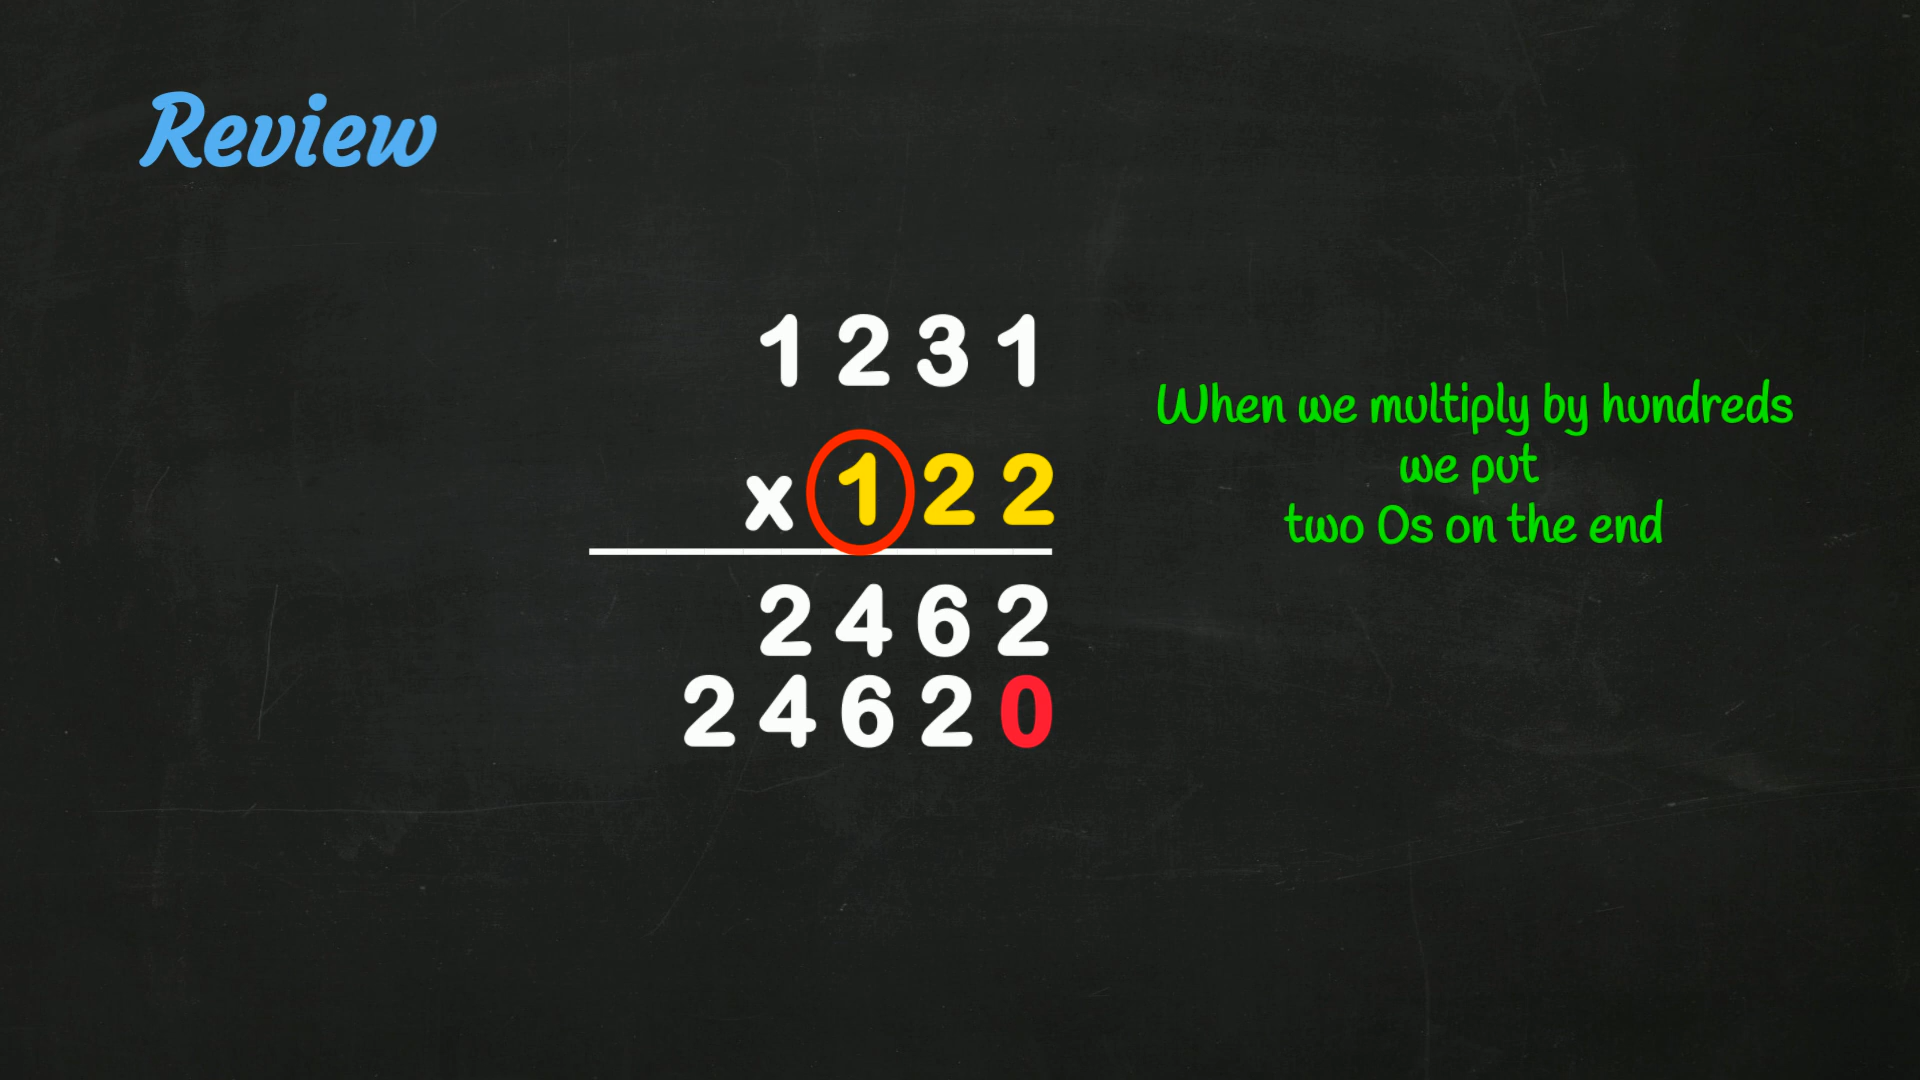 Review
1 2 3 1
x 1 2 2
2 4 6 2
2 4 6 2 0
When we multiply by hundreds
we put
two 0s on the end